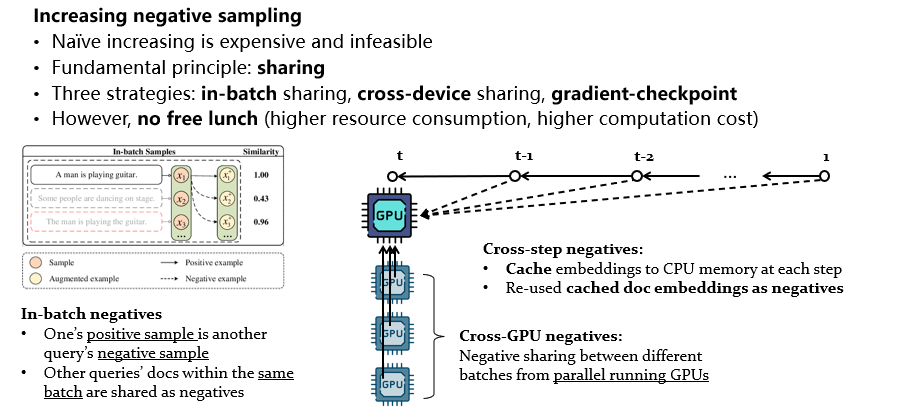 Increasing negative sampling
• Naïve increasing is expensive and infeasible
• Fundamental principle: sharing
• Three strategies: in-batch sharing, cross-device sharing, gradient-checkpoint
• However, no free lunch (higher resource consumption, higher computation cost)
In-batch Samples Similarity
A man is playing guitar. x₁ x₁⁺ 1.00
Some people are dancing on stage. x₂ x₂⁺ 0.43
The man is playing the guitar. x₃ x₃⁺ 0.96
... ...
Sample Positive example
Augmented example Negative example
In-batch negatives
• One's positive sample is another
query's negative sample
• Other queries' docs within the same
batch are shared as negatives
t t-1 t-2 ... 1
GPU
GPU
GPU
GPU
Cross-step negatives:
• Cache embeddings to CPU memory at each step
• Re-used cached doc embeddings as negatives
Cross-GPU negatives:
Negative sharing between different
batches from parallel running GPUs